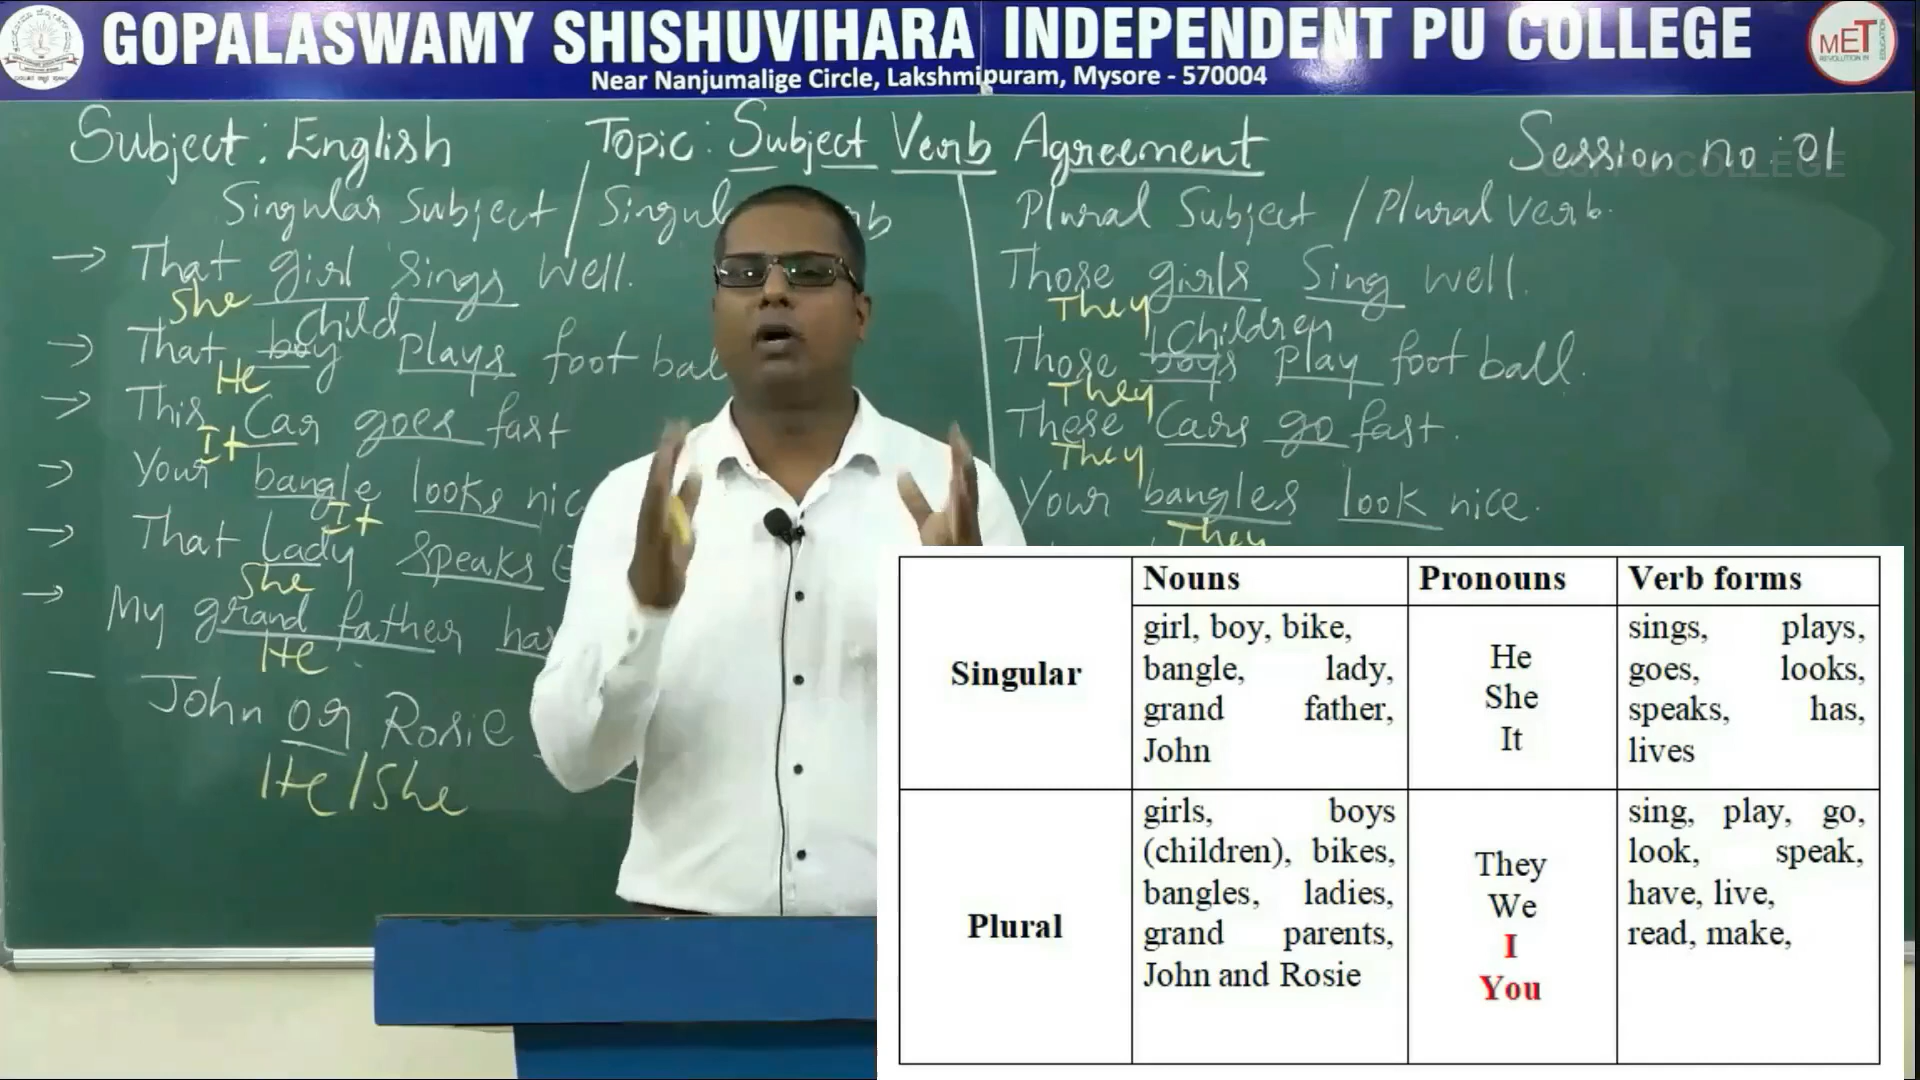 GOPALASWAMY SHISHUVIHARA INDEPENDENT PU COLLEGE
Near Nanjumalige Circle, Lakshmipuram, Mysore - 570004
MET
REVOLUTION IN EDUCATION
Subject: English Topic: Subject Verb Agreement Session no: 01
COLLEGE
Singular Subject / Plural Subject / Plural verb.
→ That girl sings well. Those girls Sing well.
She They
Child Children
→ That boy plays foot Those boys play foot ball.
He They
→ This Car goes fast These Cars go fast.
It They
→ Your bangle looks Your bangles look nice.
It They
→ That Lady speaks
She
→ My grand father
He
John or Rosie
He/She
Nouns Pronouns Verb forms
Singular
girl, boy, bike,
bangle, lady,
grand father,
John
He
She
It
sings, plays,
goes, looks,
speaks, has,
lives
Plural
girls, boys
(children), bikes,
bangles, ladies,
grand parents,
John and Rosie
They
We
I
You
sing, play, go,
look, speak,
have, live,
read, make,